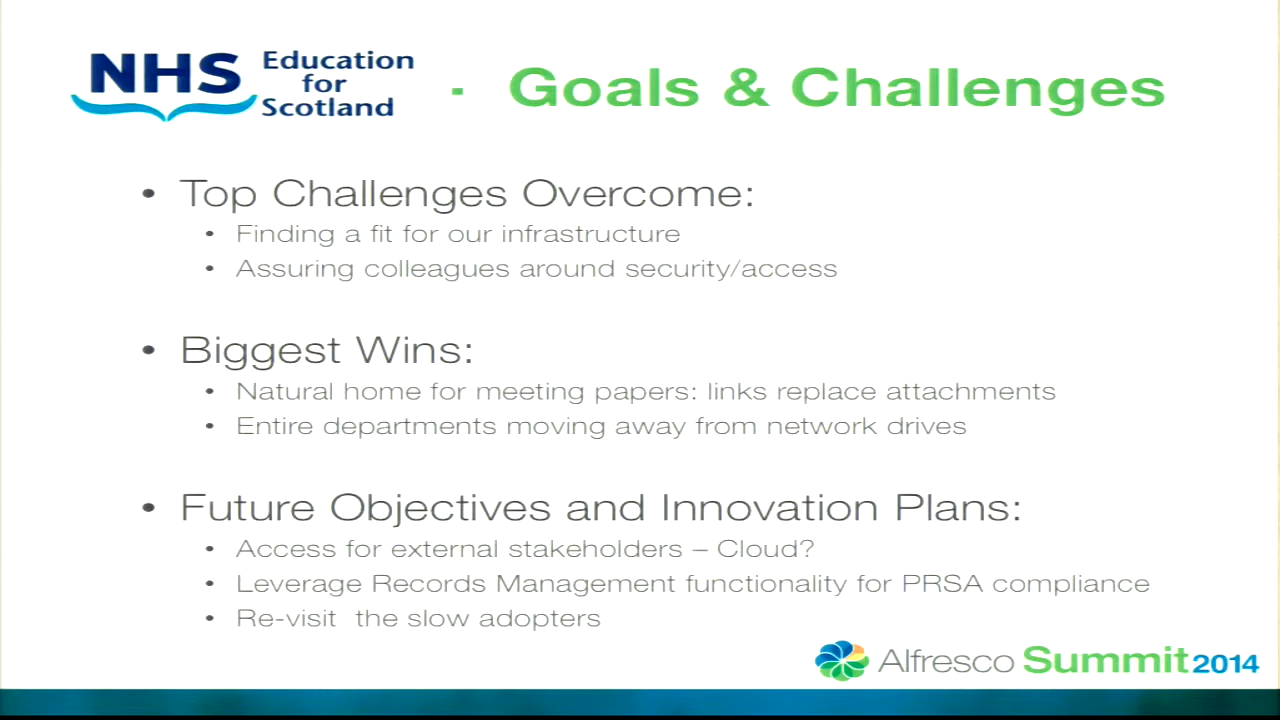 NHS Education for Scotland - Goals & Challenges
• Top Challenges Overcome:
• Finding a fit for our infrastructure
• Assuring colleagues around security/access
• Biggest Wins:
• Natural home for meeting papers: links replace attachments
• Entire departments moving away from network drives
• Future Objectives and Innovation Plans:
• Access for external stakeholders – Cloud?
• Leverage Records Management functionality for PRSA compliance
• Re-visit  the slow adopters
Alfresco Summit 2014